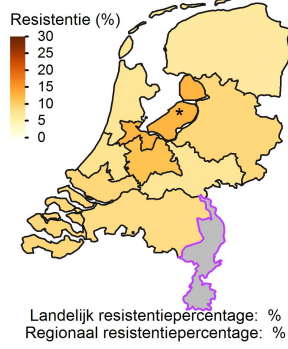 Resistentie (%)
30
25
20
15
10
5
0
*
Landelijk resistentiepercentage: %
Regionaal resistentiepercentage: %